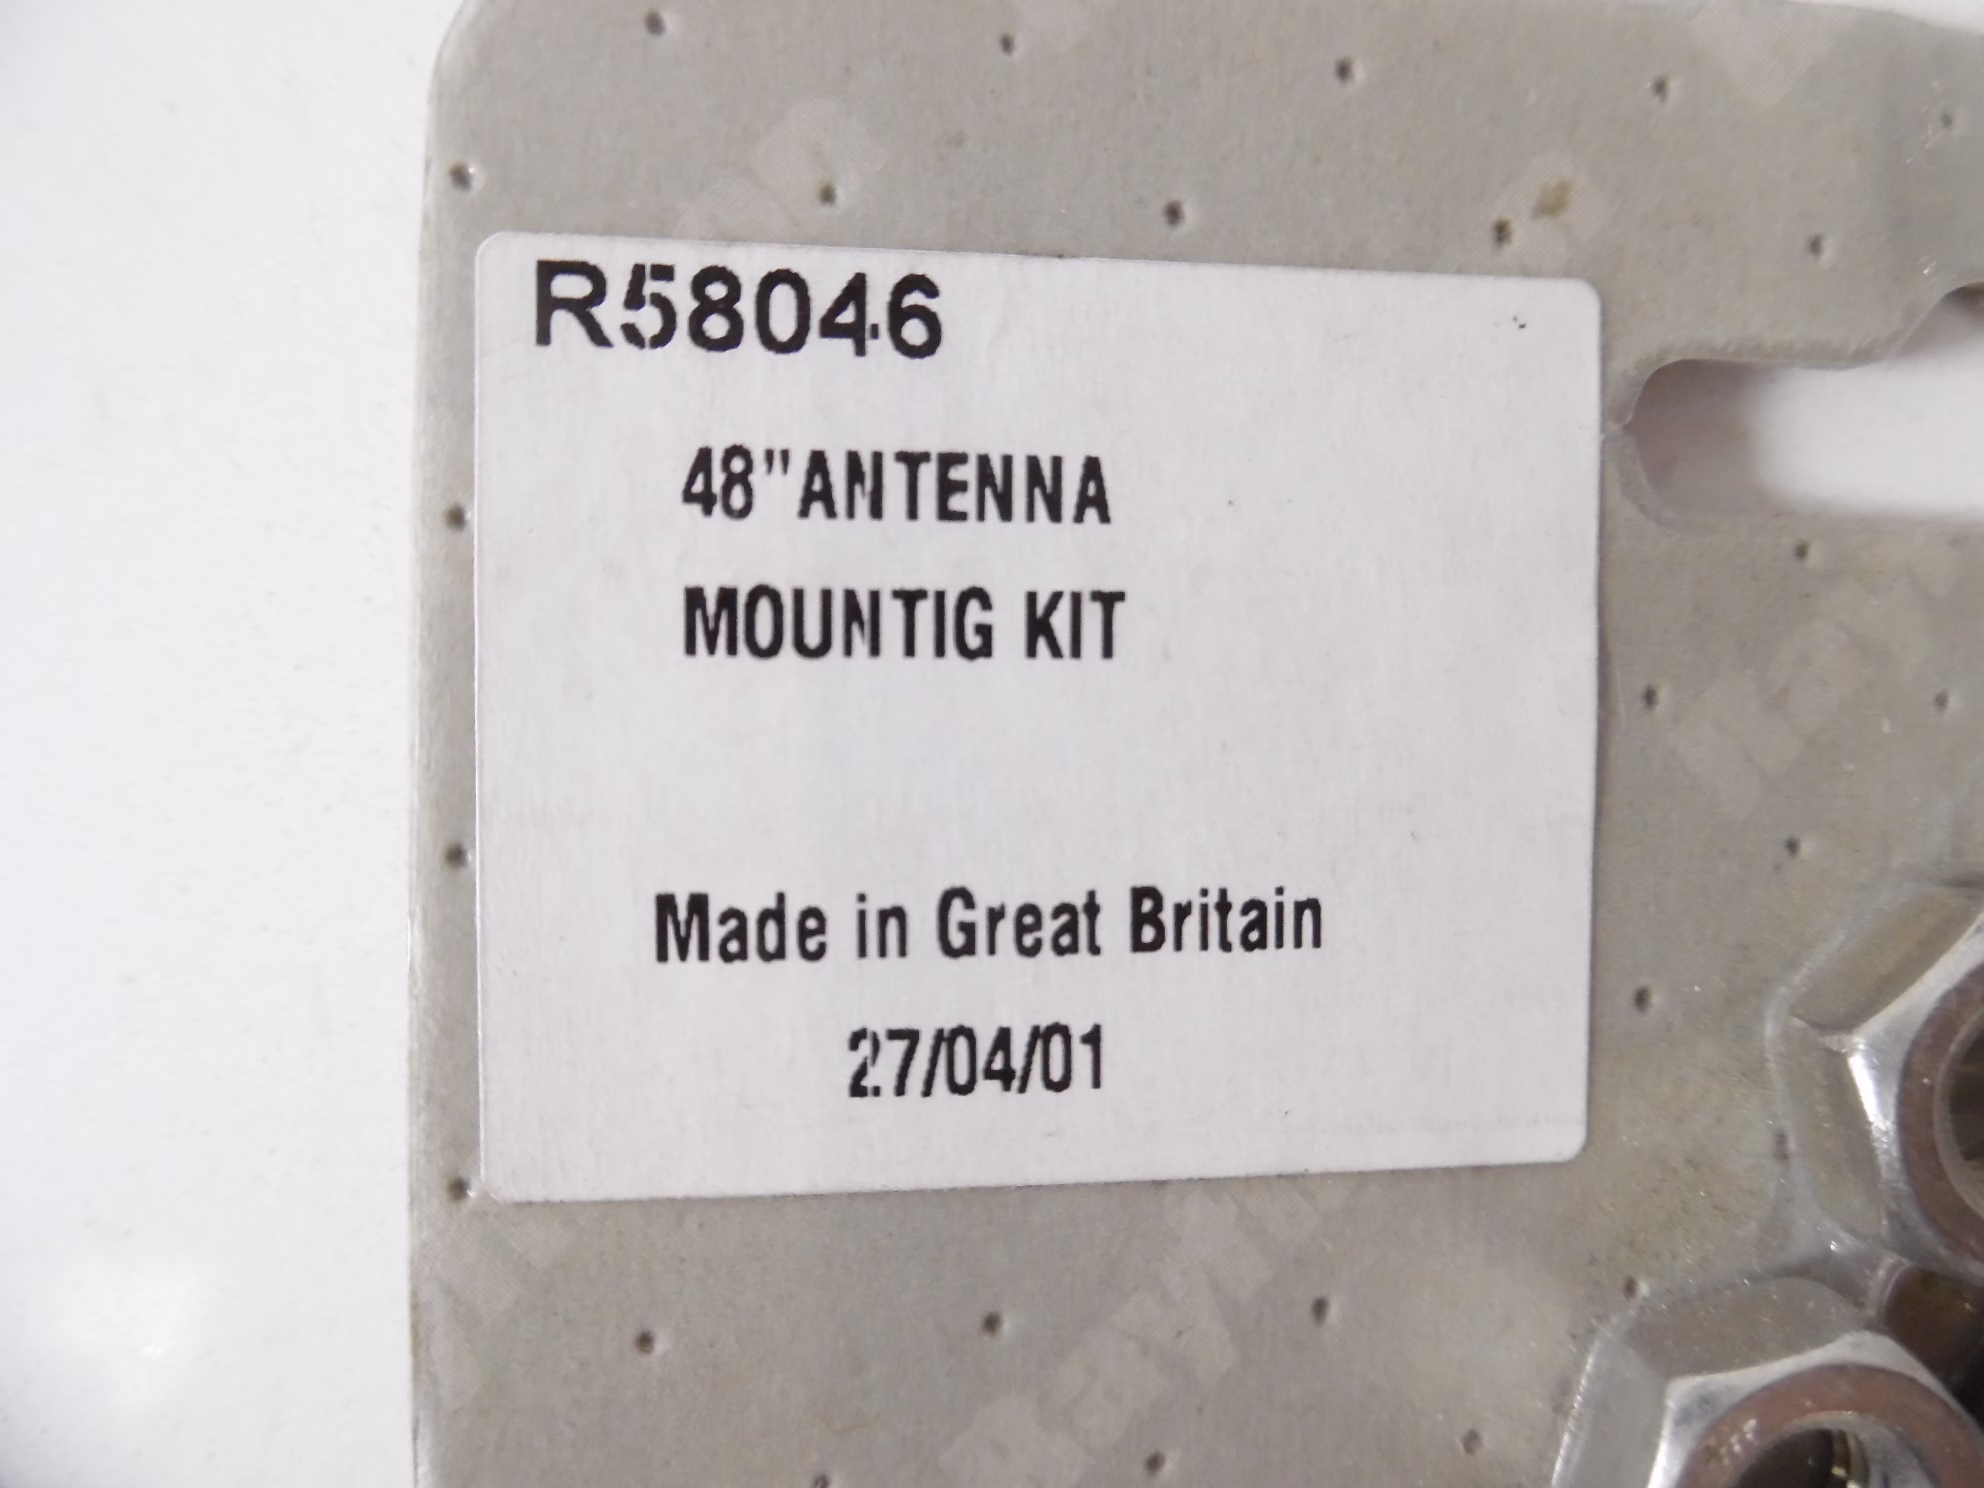 R58046
48"ANTENNA
MOUNTIG KIT
Made in Great Britain
27/04/01